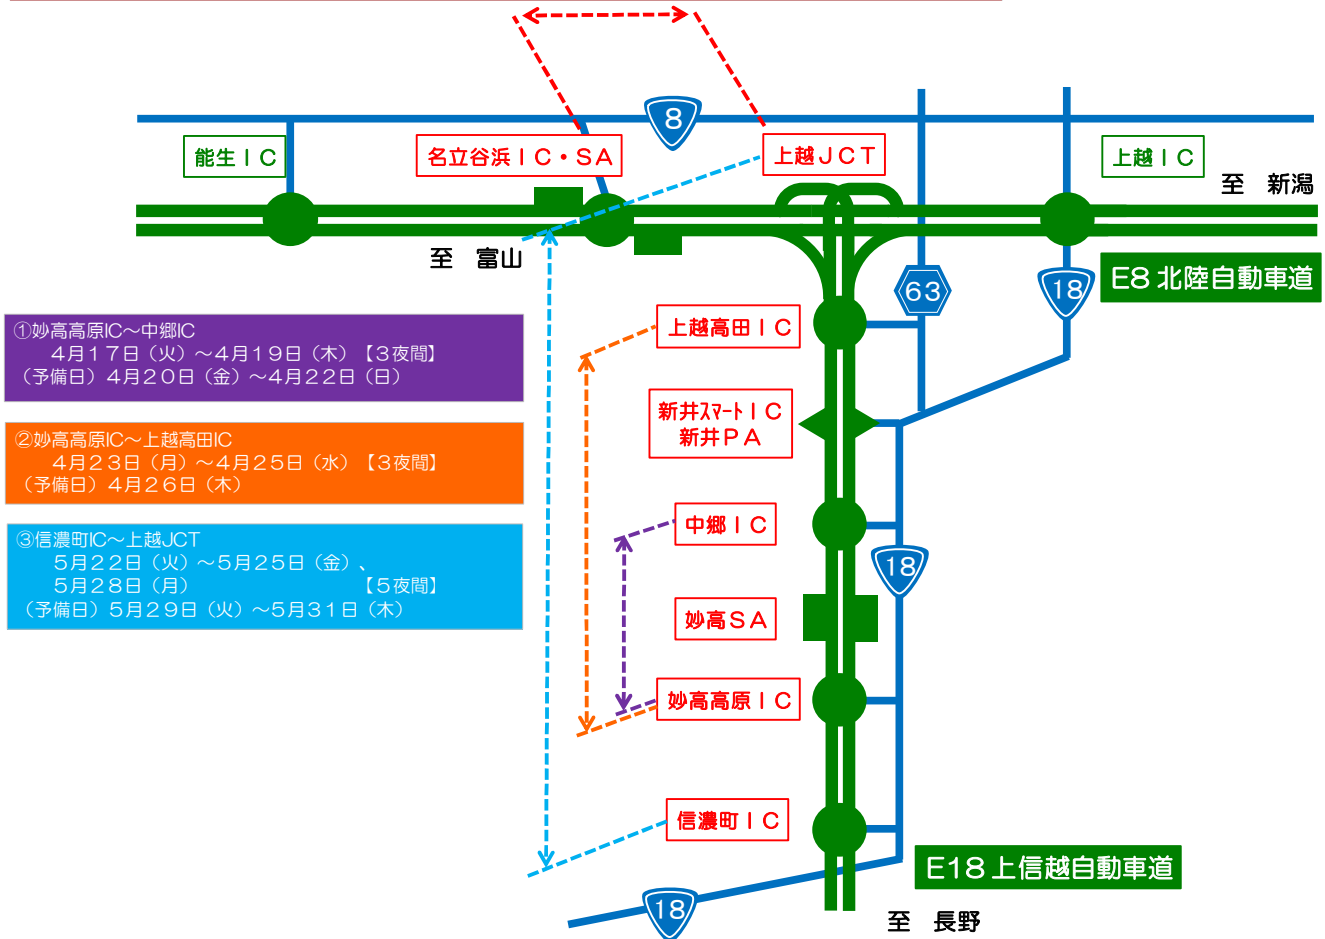 8
能生ＩＣ
名立谷浜ＩＣ・ＳＡ
上越ＪＣＴ
上越ＩＣ
至　新潟
至　富山
E8 北陸自動車道
63
18
上越高田ＩＣ
①妙高高原IC～中郷IC
４月１７日（火）～４月１９日（木）【３夜間】
（予備日）４月２０日（金）～４月２２日（日）
新井ｽﾏｰﾄＩＣ
新井ＰＡ
②妙高高原IC～上越高田IC
４月２３日（月）～４月２５日（水）【３夜間】
（予備日）４月２６日（木）
中郷ＩＣ
③信濃町IC～上越JCT
５月２２日（火）～５月２５日（金）、
５月２８日（月）　　　　　　　　【５夜間】
（予備日）５月２９日（火）～５月３１日（木）
18
妙高ＳＡ
妙高高原ＩＣ
信濃町ＩＣ
E18 上信越自動車道
18
至　長野